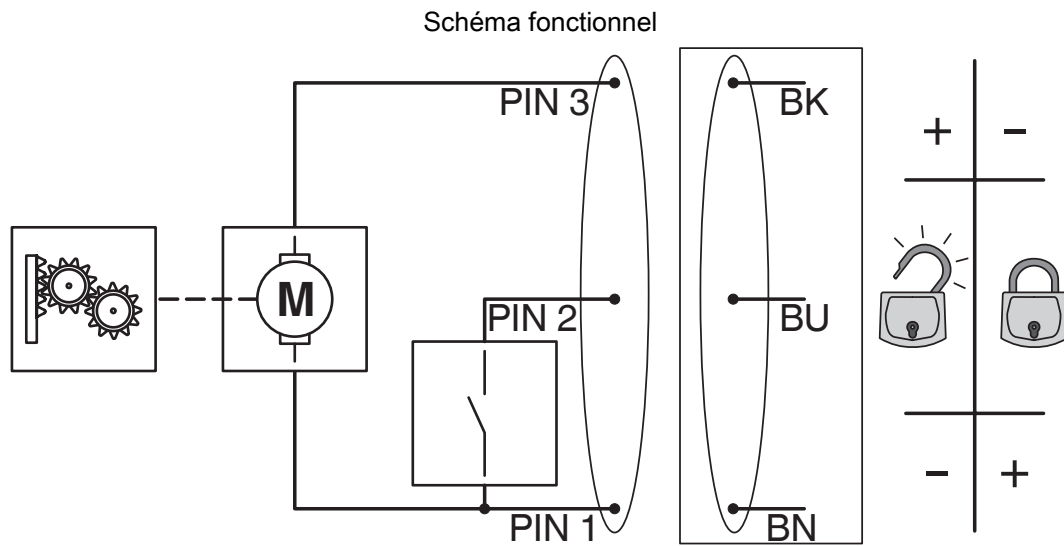 Schéma fonctionnel
PIN 3
BK
+ -
M
PIN 2
BU
PIN 1
BN
- +